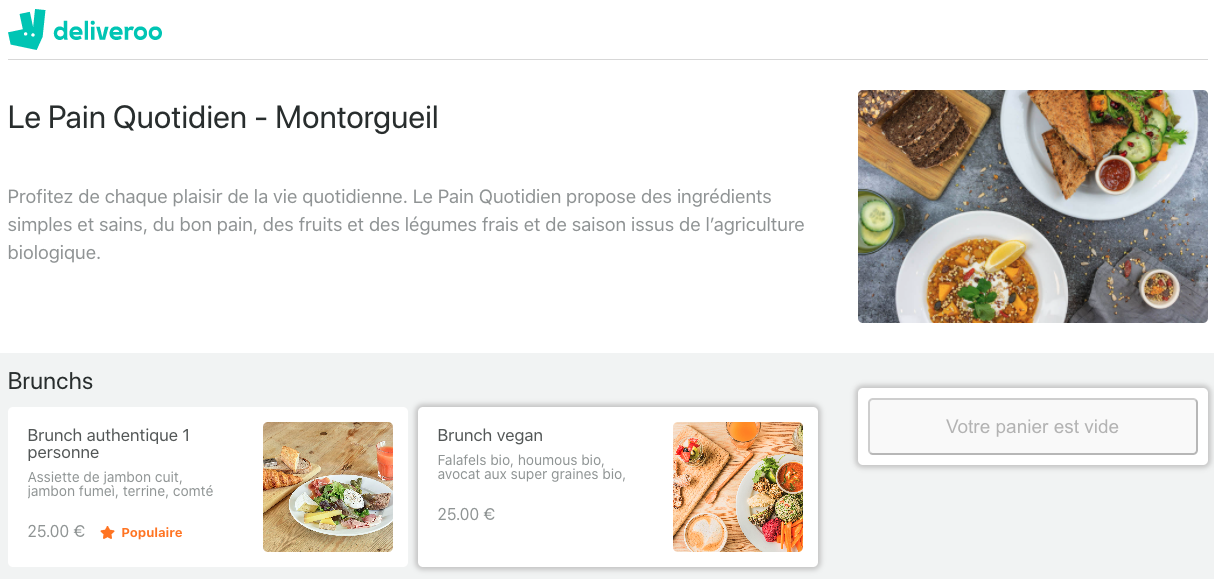 deliveroo
Le Pain Quotidien - Montorgueil
Profitez de chaque plaisir de la vie quotidienne. Le Pain Quotidien propose des ingrédients
simples et sains, du bon pain, des fruits et des légumes frais et de saison issus de l’agriculture
biologique.
Brunchs
Brunch authentique 1
personne
Assiette de jambon cuit,
jambon fumeì, terrine, comté
25.00 €
Populaire
Brunch vegan
Falafels bio, houmous bio,
avocat aux super graines bio,
25.00 €
Votre panier est vide